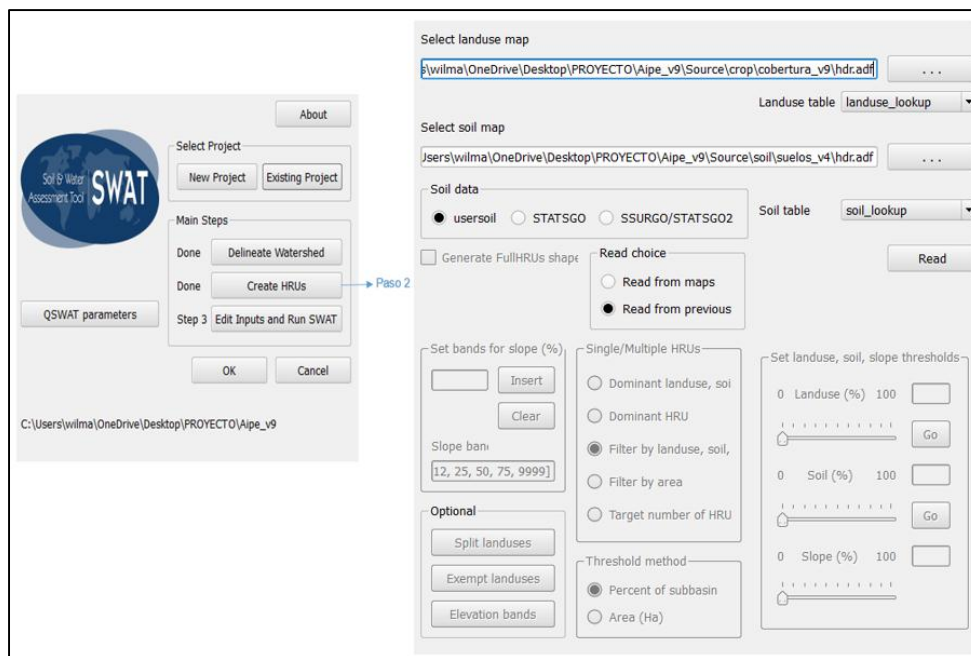 About
Soil & Water
Assessment Tool
SWAT
Select Project
New Project
Existing Project
Main Steps
Done
Delineate Watershed
Done
Create HRUs
Paso 2
QSWAT parameters
Step 3
Edit Inputs and Run SWAT
OK
Cancel
C:\Users\wilma\OneDrive\Desktop\PROYECTO\Aipe_v9
Select landuse map
s\wilma\OneDrive\Desktop\PROYECTO\Aipe_v9\Source\crop\cobertura_v9\hdr.adf
...
Landuse table
landuse_lookup
Select soil map
Users\wilma\OneDrive\Desktop\PROYECTO\Aipe_v9\Source\soil\suelos_v4\hdr.adf
...
Soil data
usersoil
STATSGO
SSURGO/STATSGO2
Soil table
soil_lookup
Generate FullHRUs shape
Read choice
Read from maps
Read from previous
Read
Set bands for slope (%)
Insert
Clear
Slope ban
12, 25, 50, 75, 9999]
Optional
Split landuses
Exempt landuses
Elevation bands
Single/Multiple HRUs
Dominant landuse, soi
Dominant HRU
Filter by landuse, soil,
Filter by area
Target number of HRU
Threshold method
Percent of subbasin
Area (Ha)
Set landuse, soil, slope thresholds
0 Landuse (%) 100
Go
0 Soil (%) 100
Go
0 Slope (%) 100